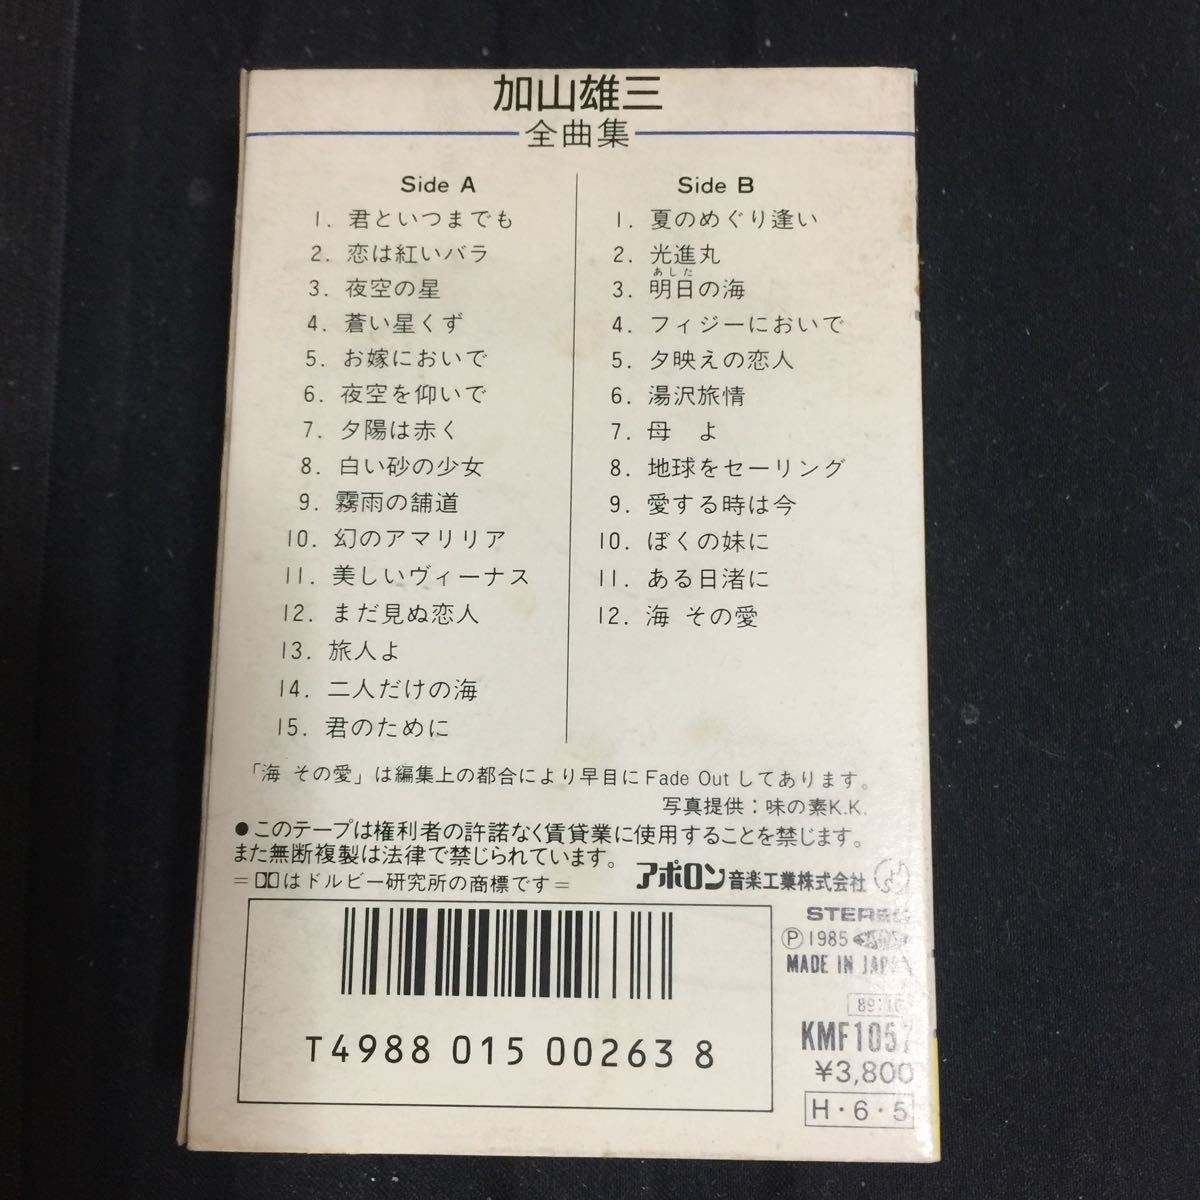 加山雄三
全曲集
Side A
1. 君といつまでも
2. 恋は紅いバラ
3. 夜空の星
4. 蒼い星くず
5. お嫁においで
6. 夜空を仰いで
7. 夕陽は赤く
8. 白い砂の少女
9. 霧雨の舗道
10. 幻のアマリリア
11. 美しいヴィーナス
12. まだ見ぬ恋人
13. 旅人よ
14. 二人だけの海
15. 君のために
Side B
1. 夏のめぐり逢い
2. 光進丸
あした
3. 明日の海
4. フィジーにおいで
5. 夕映えの恋人
6. 湯沢旅情
7. 母 よ
8. 地球をセーリング
9. 愛する時は今
10. ぼくの妹に
11. ある日渚に
12. 海 その愛
「海 その愛」は編集上の都合により早目にFade Outしてあります。
写真提供:味の素K.K.
●このテープは権利者の許諾なく賃貸業に使用することを禁じます。
また無断複製は法律で禁じられています。
=はドルビー研究所の商標です=
アポロン音楽工業株式会社
STEREO
Ⓟ1985
MADE IN JAPAN
KMF1057
¥3,800
H・6・5
T4988 015 00263 8